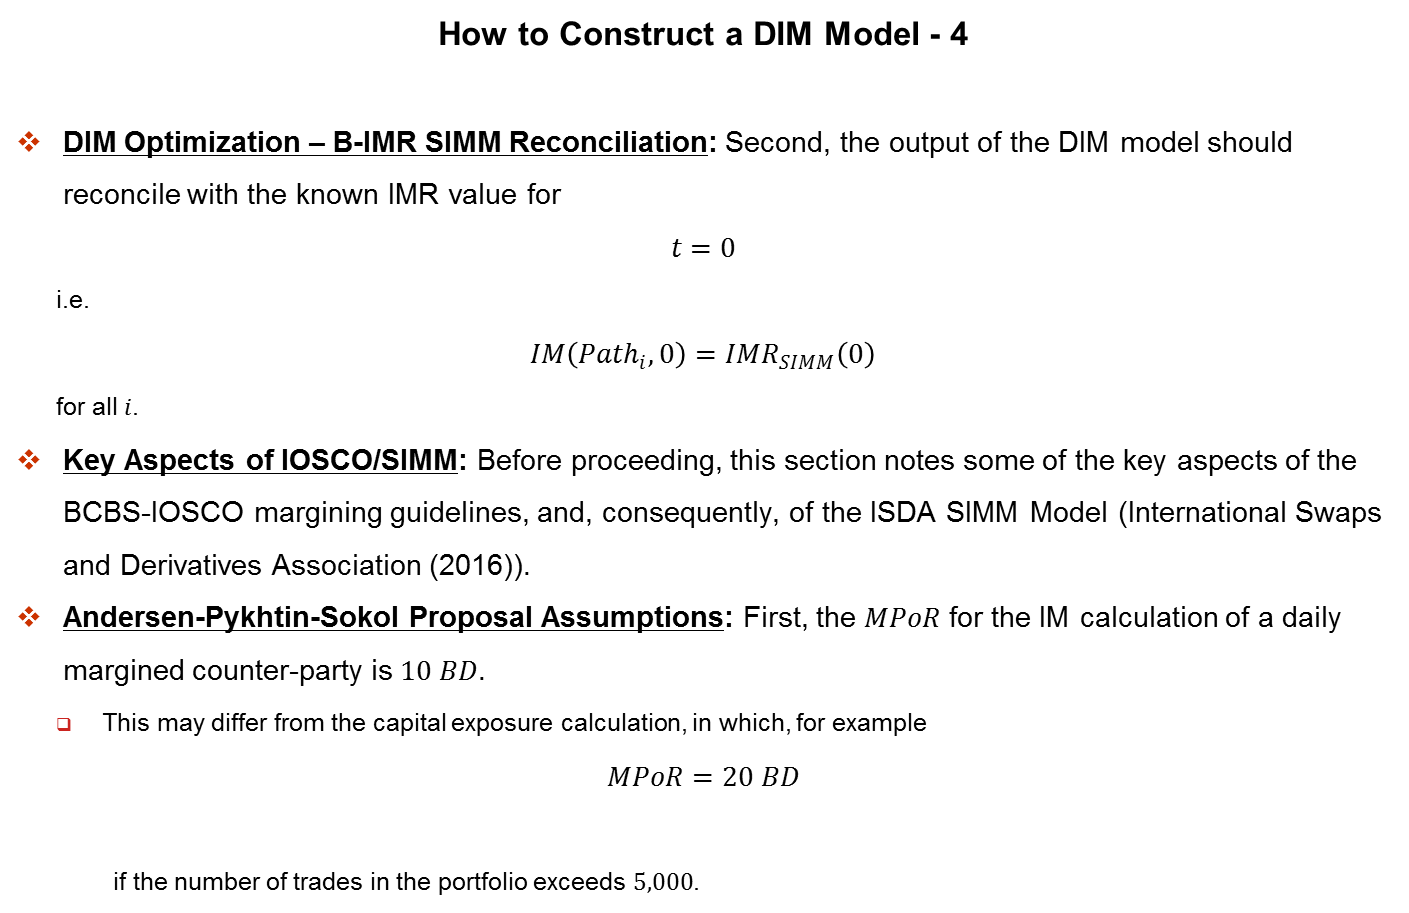 How to Construct a DIM Model - 4
❖ DIM Optimization – B-IMR SIMM Reconciliation: Second, the output of the DIM model should
reconcile with the known IMR value for
t = 0
i.e.
IM(Path_i, 0) = IMR_SIMM(0)
for all i.
❖ Key Aspects of IOSCO/SIMM: Before proceeding, this section notes some of the key aspects of the
BCBS-IOSCO margining guidelines, and, consequently, of the ISDA SIMM Model (International Swaps
and Derivatives Association (2016)).
❖ Andersen-Pykhtin-Sokol Proposal Assumptions: First, the MPoR for the IM calculation of a daily
margined counter-party is 10 BD.
❑ This may differ from the capital exposure calculation, in which, for example
MPoR = 20 BD
if the number of trades in the portfolio exceeds 5,000.